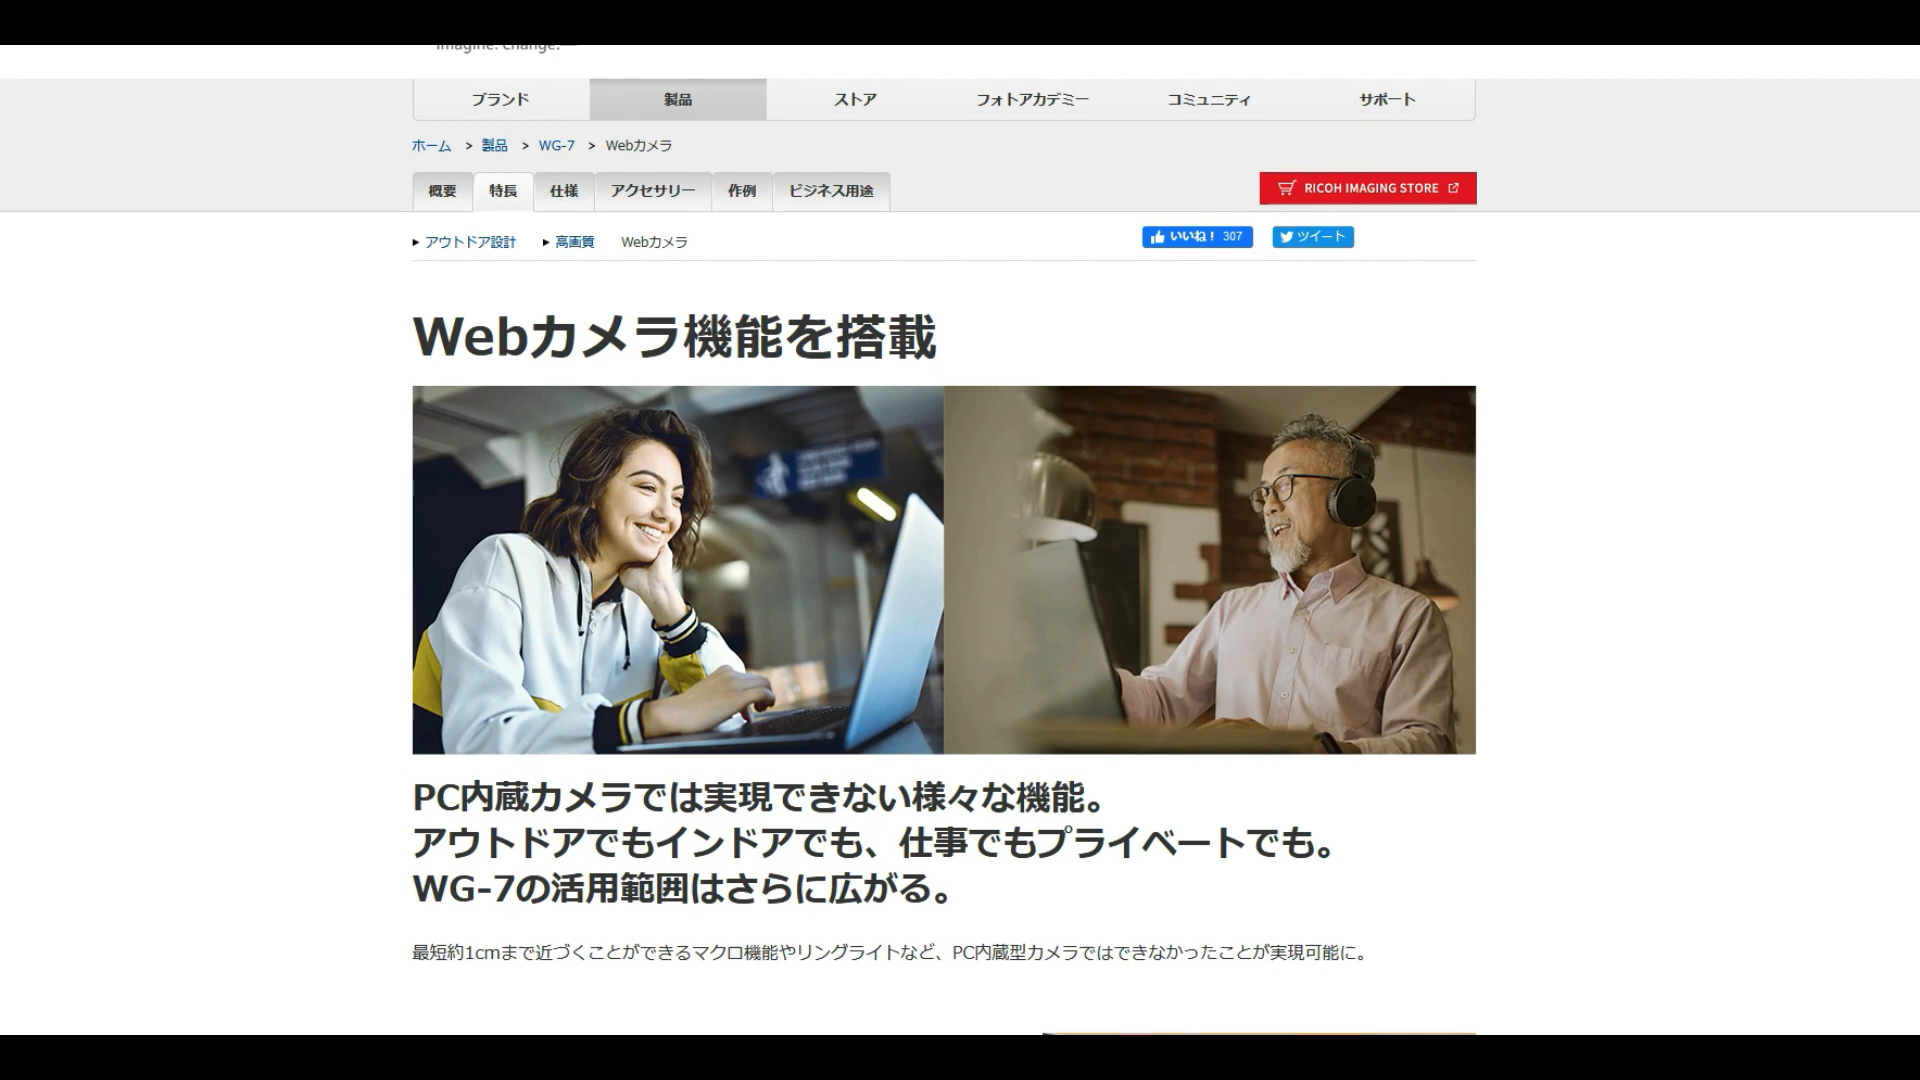 imagine. change.
ブランド 製品 ストア フォトアカデミー コミュニティ サポート
ホーム > 製品 > WG-7 > Webカメラ
概要 特長 仕様 アクセサリー 作例 ビジネス用途 RICOH IMAGING STORE
アウトドア設計 高画質 Webカメラ いいね！ 307 ツイート
Webカメラ機能を搭載
PC内蔵カメラでは実現できない様々な機能。
アウトドアでもインドアでも、仕事でもプライベートでも。
WG-7の活用範囲はさらに広がる。
最短約1cmまで近づくことができるマクロ機能やリングライトなど、PC内蔵型カメラではできなかったことが実現可能に。